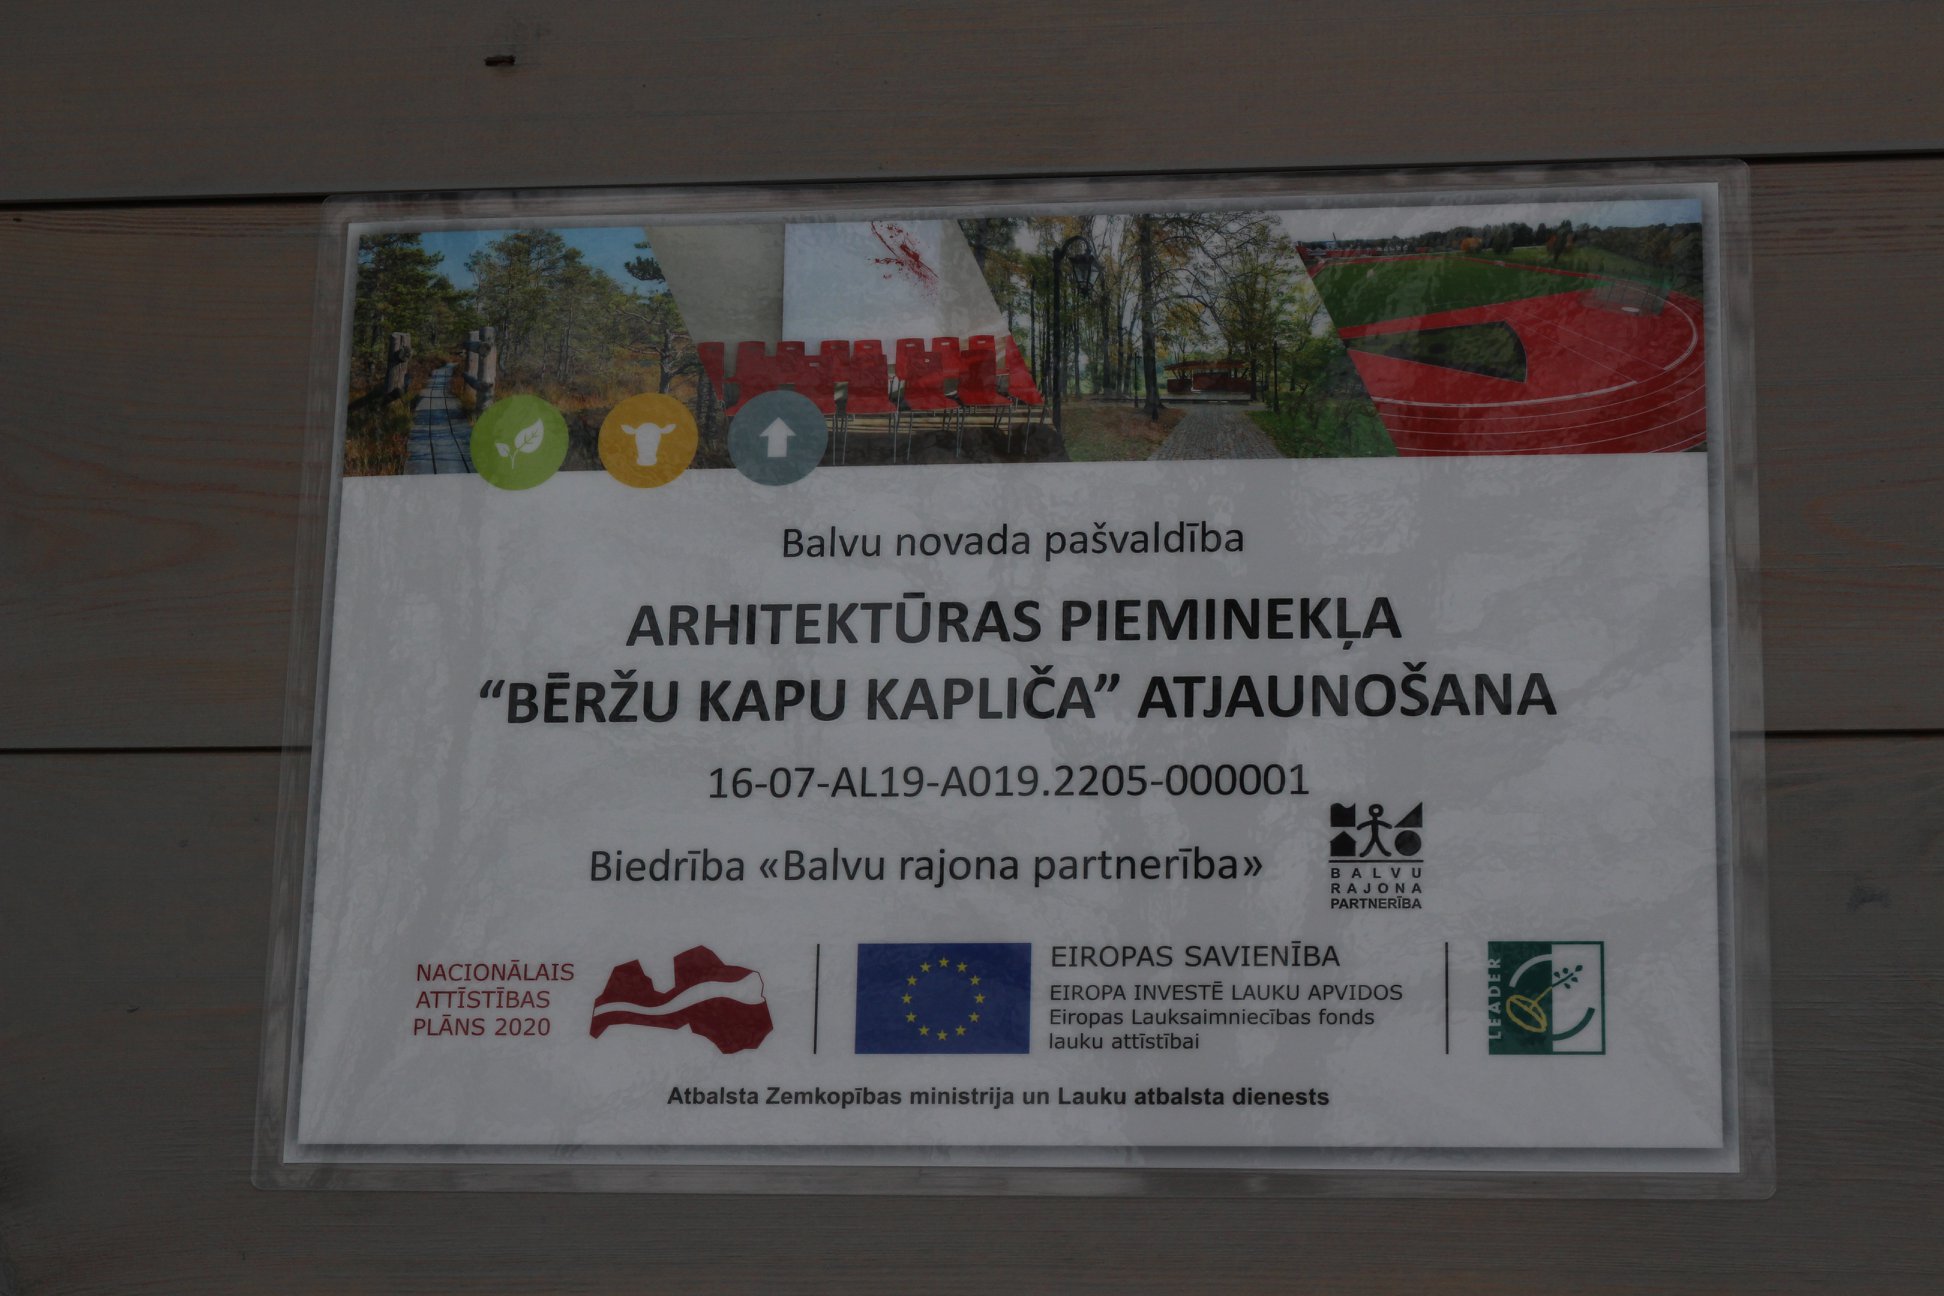 Balvu novada pašvaldība
ARHITEKTŪRAS PIEMINEKĻA
“BĒRŽU KAPU KAPLIČA” ATJAUNOŠANA
16-07-AL19-A019.2205-000001
Biedrība «Balvu rajona partnerība»
BALVU
RAJONA
PARTNERĪBA
NACIONĀLAIS
ATTĪSTĪBAS
PLĀNS 2020
EIROPAS SAVIENĪBA
EIROPA INVESTĒ LAUKU APVIDOS
Eiropas Lauksaimniecības fonds
lauku attīstībai
LEADER
Atbalsta Zemkopības ministrija un Lauku atbalsta dienests